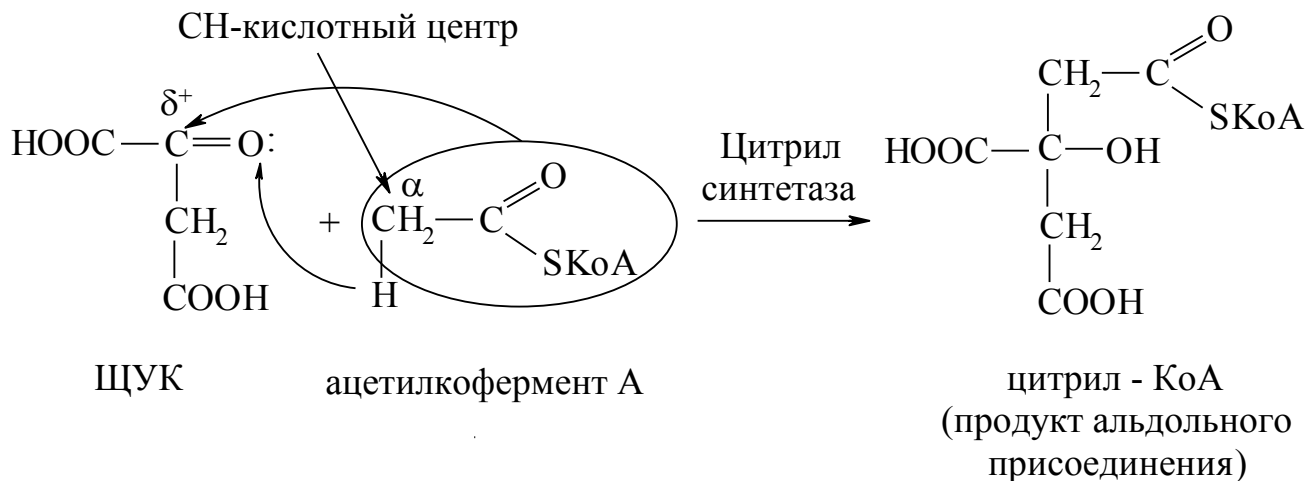 СН-кислотный центр
δ+
HOOC C=O:
CH2
COOH
+
α
CH2 C O
SKoA
H
Цитрил
синтетаза
CH2 C O
SKoA
HOOC C OH
CH2
COOH
ЩУК
ацетилкофермент А
цитрил - КоА
(продукт альдольного
присоединения)